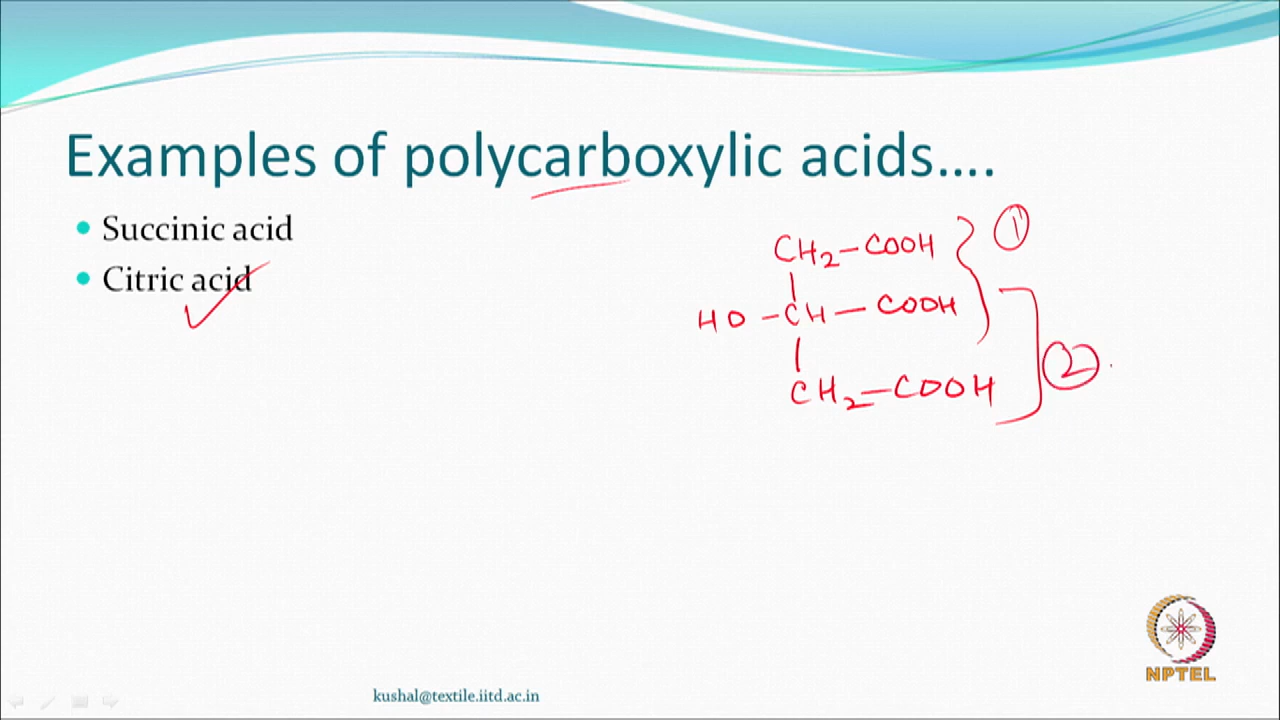 Examples of polycarboxylic acids....
Succinic acid
Citric acid
CH2-COOH
1
HO-CH-COOH
CH2-COOH
2
NPTEL
kushal@textile.iitd.ac.in